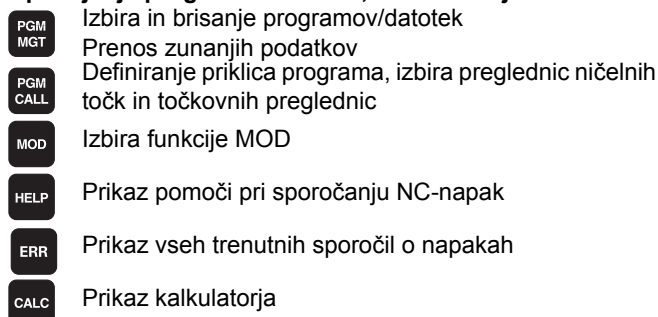 PGM MGT Izbira in brisanje programov/datotek
Prenos zunanjih podatkov
PGM CALL Definiranje priklica programa, izbira preglednic ničelnih
točk in točkovnih preglednic
MOD Izbira funkcije MOD
HELP Prikaz pomoči pri sporočanju NC-napak
ERR Prikaz vseh trenutnih sporočil o napakah
CALC Prikaz kalkulatorja